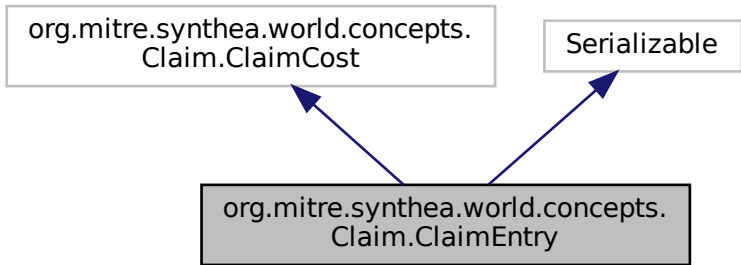 org.mitre.synthea.world.concepts.
Claim.ClaimCost
Serializable
org.mitre.synthea.world.concepts.
Claim.ClaimEntry